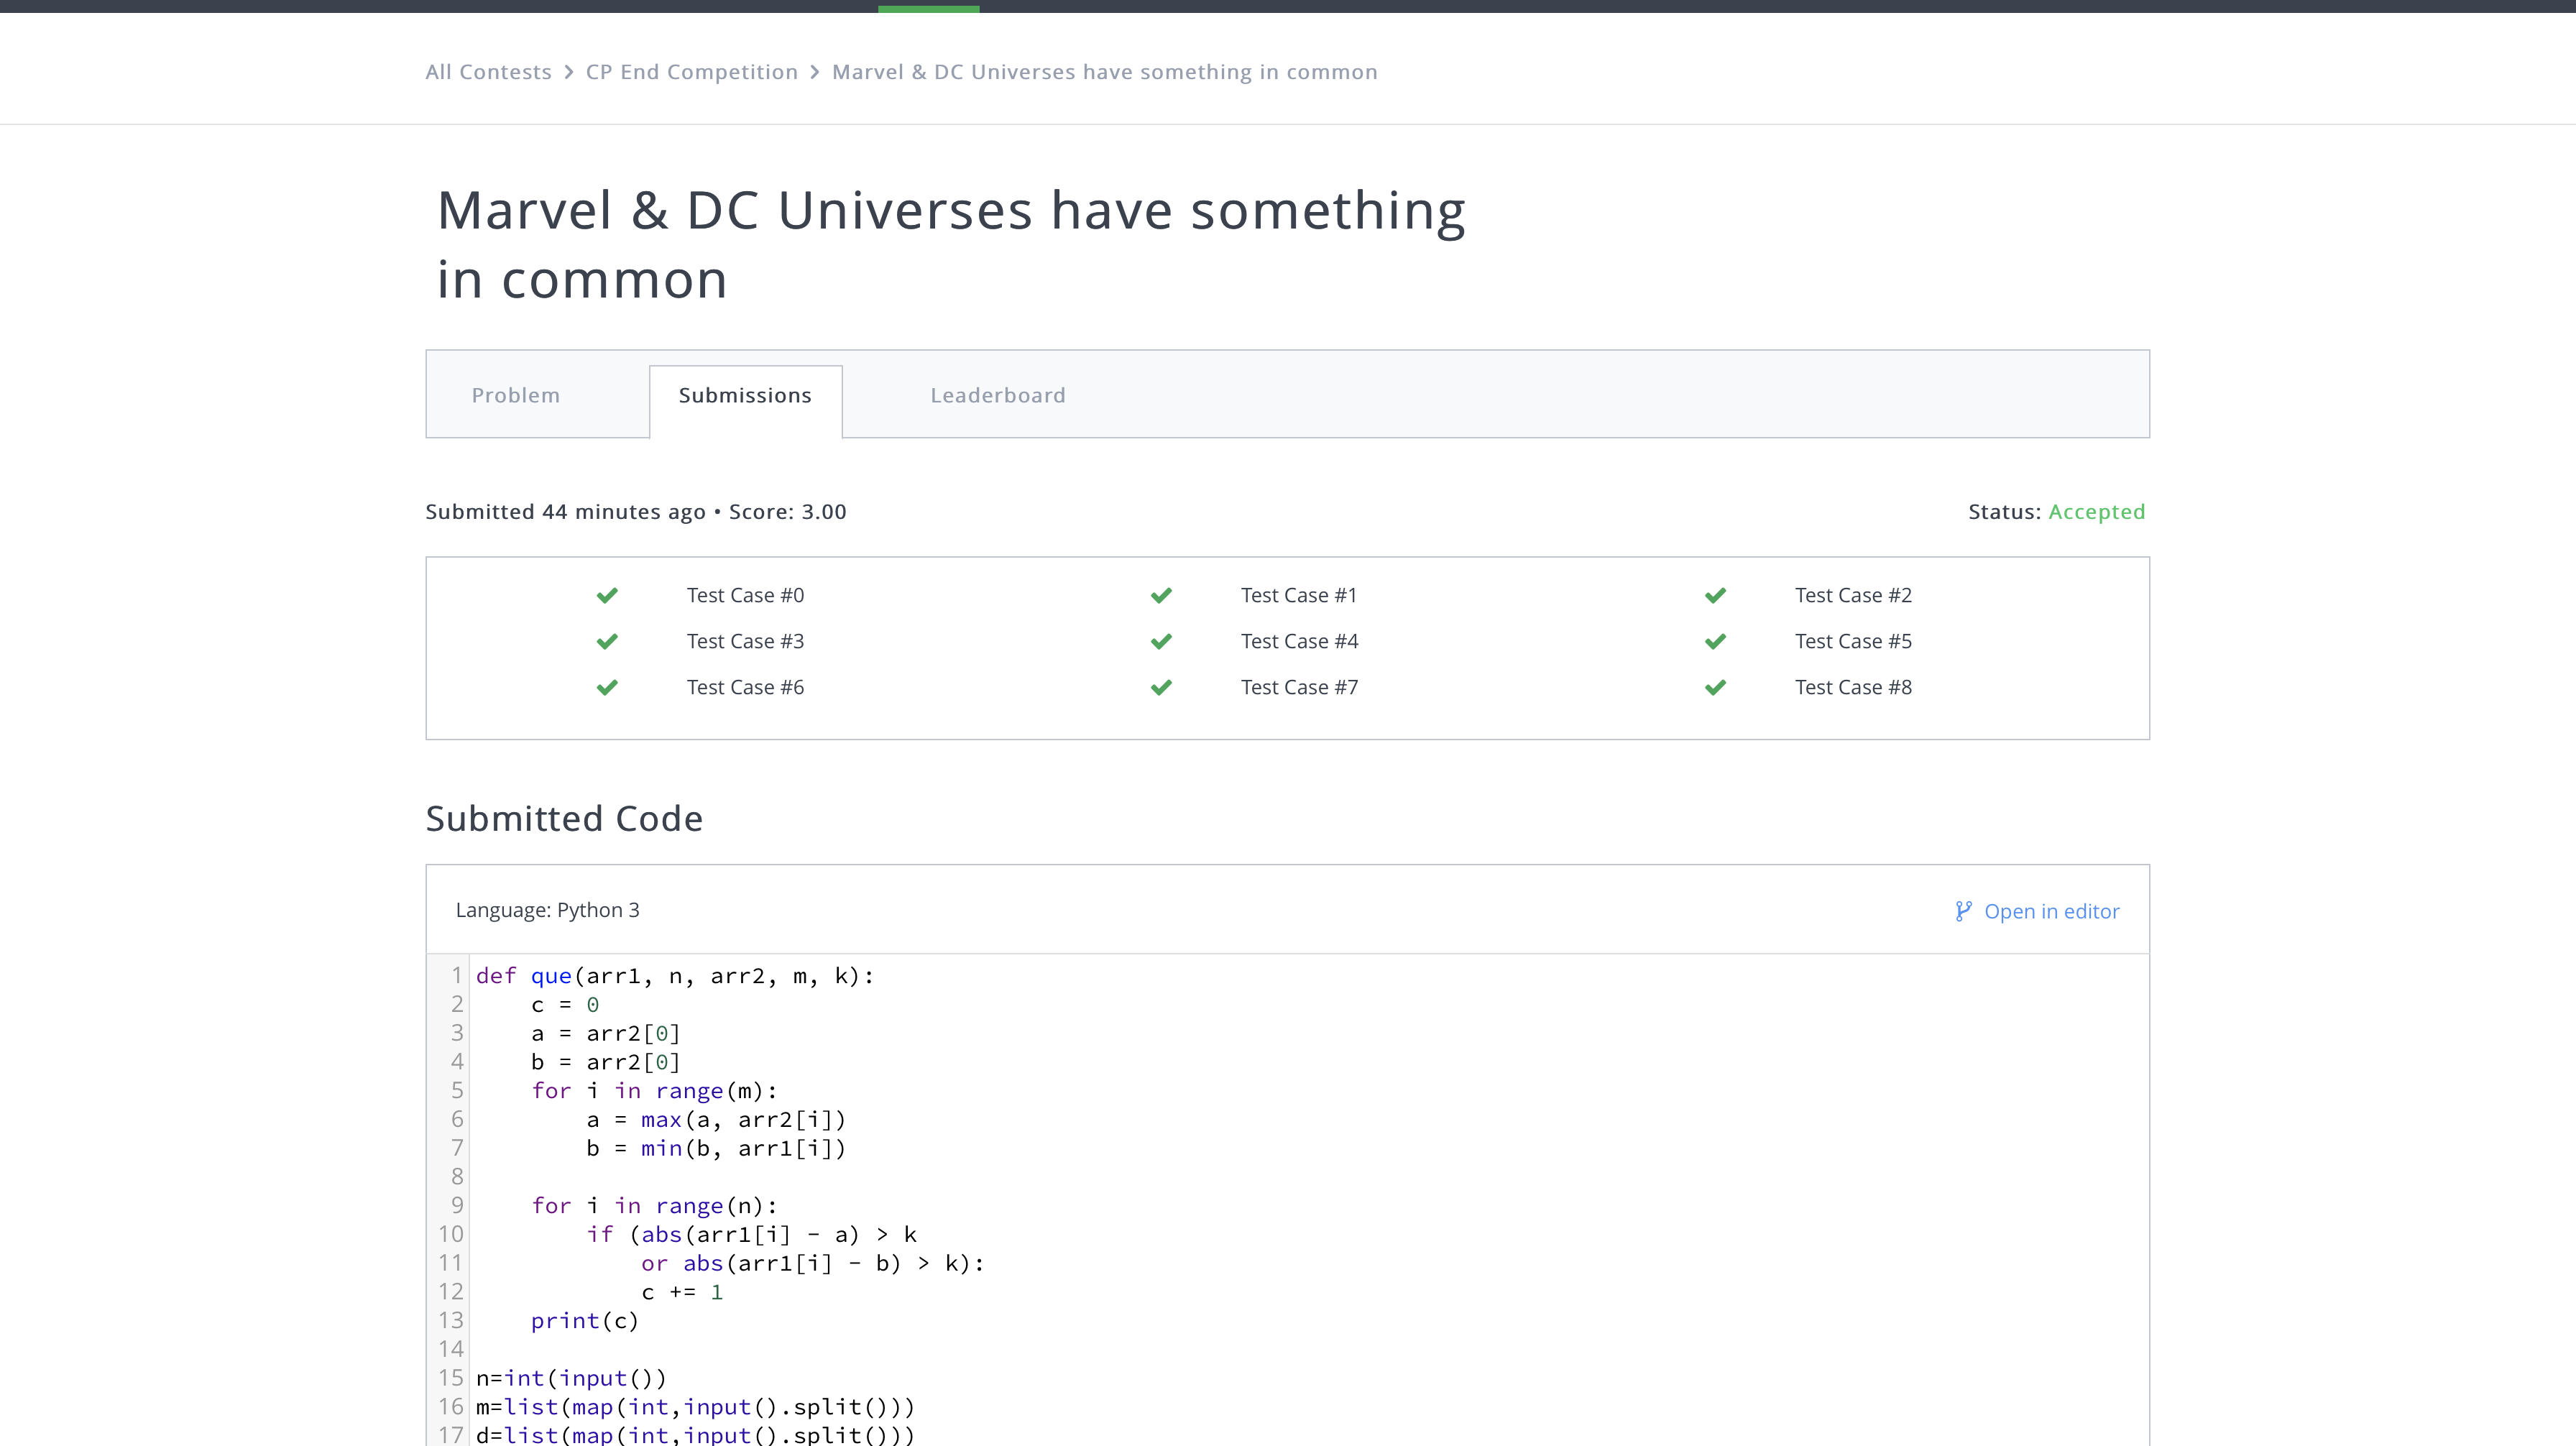 All Contests > CP End Competition > Marvel & DC Universes have something in common
Marvel & DC Universes have something
in common
Problem Submissions Leaderboard
Submitted 44 minutes ago • Score: 3.00 Status: Accepted
Test Case #0 Test Case #1 Test Case #2
Test Case #3 Test Case #4 Test Case #5
Test Case #6 Test Case #7 Test Case #8
Submitted Code
Language: Python 3 Open in editor
1 def que(arr1, n, arr2, m, k):
2     c = 0
3     a = arr2[0]
4     b = arr2[0]
5     for i in range(m):
6         a = max(a, arr2[i])
7         b = min(b, arr1[i])
8
9     for i in range(n):
10         if (abs(arr1[i] - a) > k
11             or abs(arr1[i] - b) > k):
12             c += 1
13     print(c)
14
15 n=int(input())
16 m=list(map(int,input().split()))
17 d=list(map(int,input().split()))